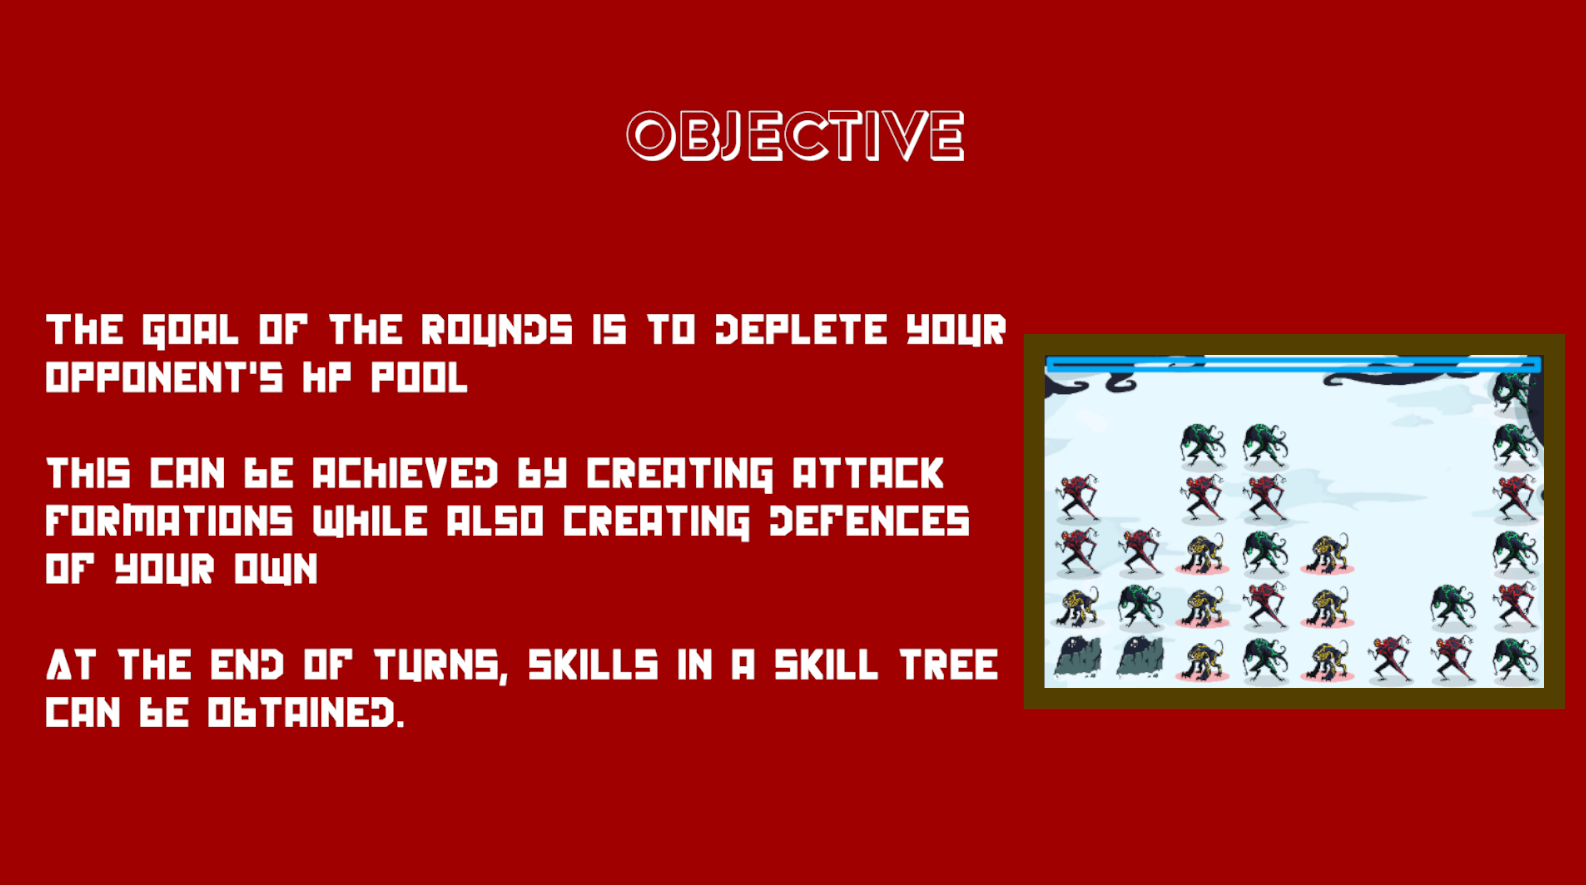 OBJECTIVE
THE GOAL OF THE ROUNDS IS TO DEPLETE YOUR
OPPONENT'S HP POOL
THIS CAN BE ACHIEVED BY CREATING ATTACK
FORMATIONS WHILE ALSO CREATING DEFENCES
OF YOUR OWN
AT THE END OF TURNS, SKILLS IN A SKILL TREE
CAN BE OBTAINED.